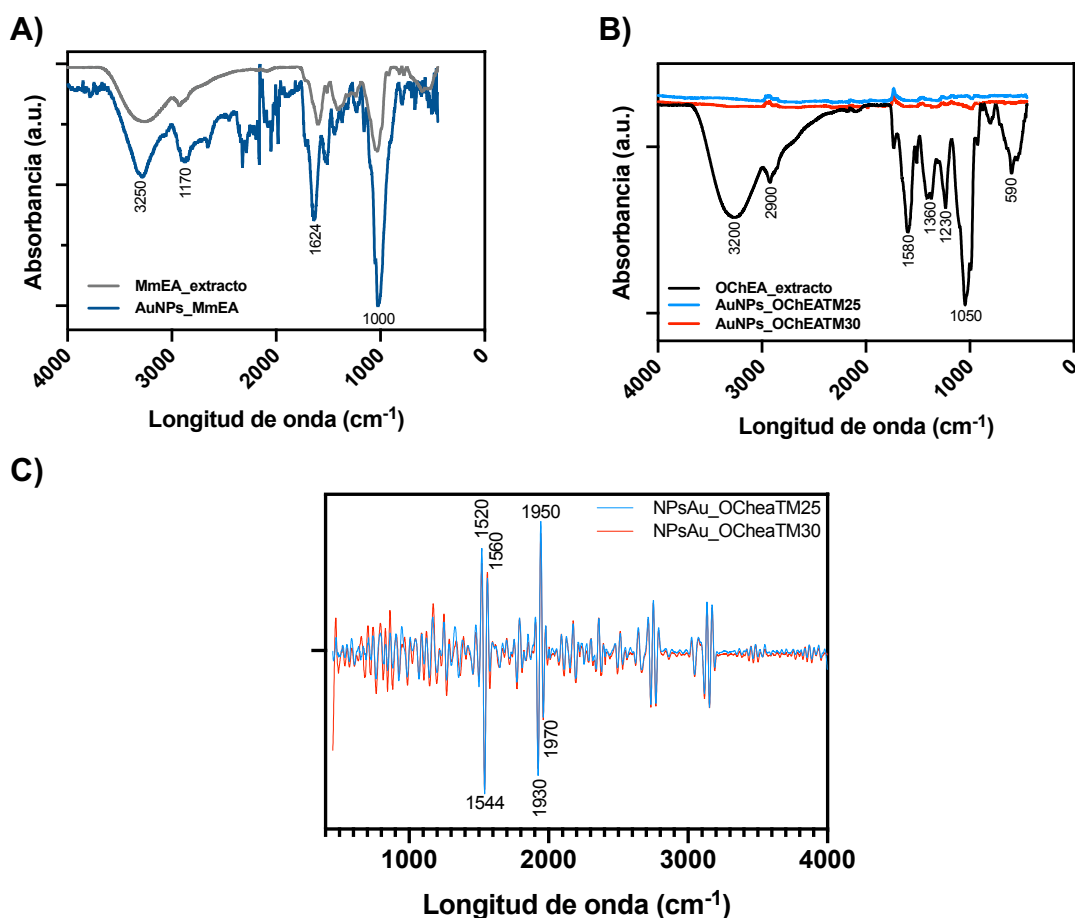 A)
Absorbancia (a.u.)
3250
1170
1624
1000
MmEA_extracto
AuNPs_MmEA
4000
3000
2000
1000
0
Longitud de onda (cm-1)
B)
Absorbancia (a.u.)
3200
2900
1580
1360
1230
1050
590
OChEA_extracto
AuNPs_OChEATM25
AuNPs_OChEATM30
4000
3000
2000
1000
0
Longitud de onda (cm-1)
C)
1520
1560
1950
NPsAu_OCheaTM25
NPsAu_OCheaTM30
1544
1930
1970
1000
2000
3000
4000
Longitud de onda (cm-1)